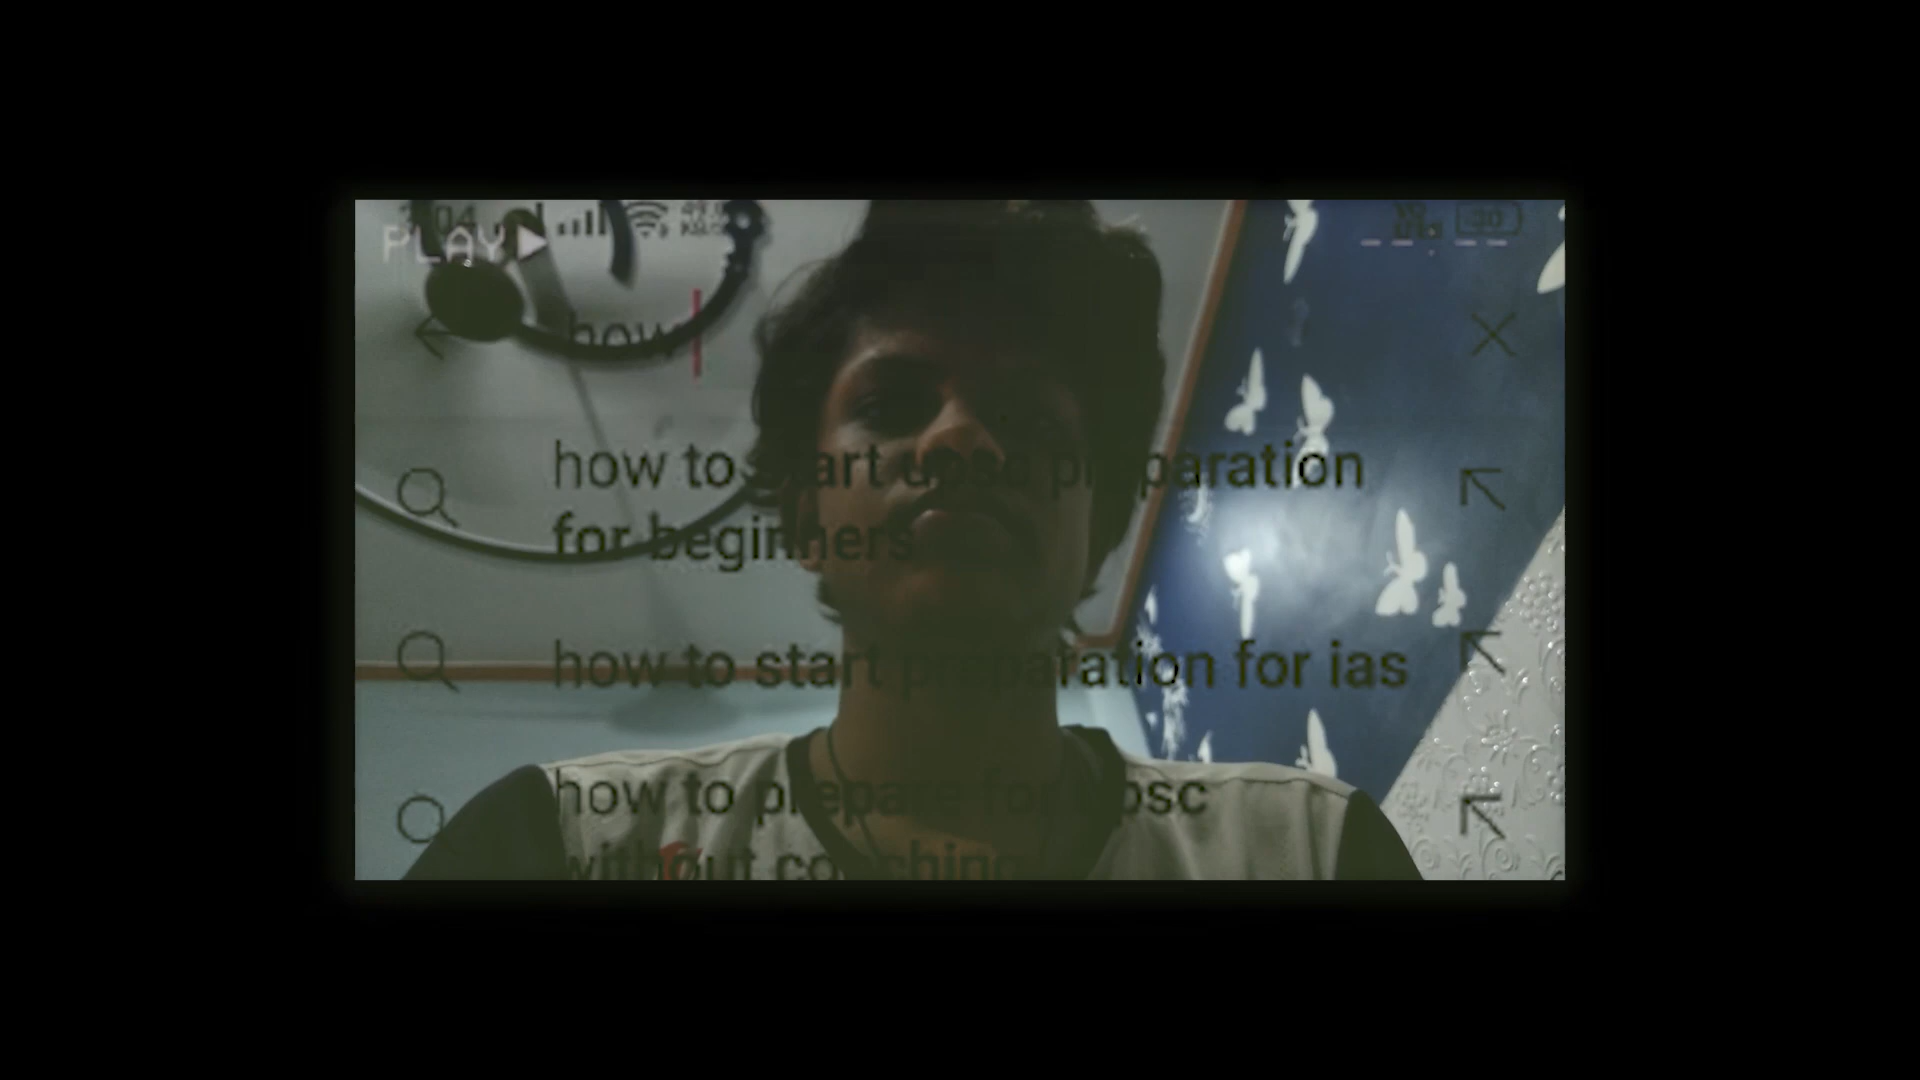 PLAY
how
how to start upsc preparation
for beginners
how to start preparation for ias
how to prepare for upsc
without coaching